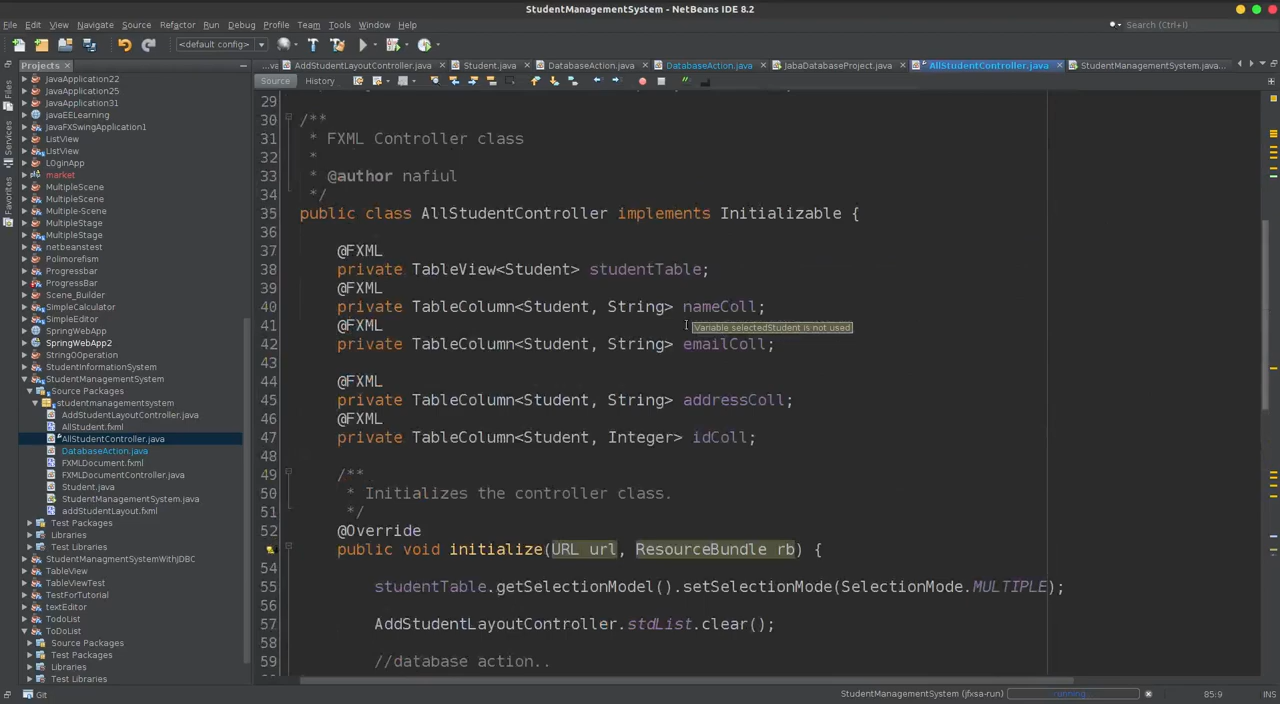 StudentManagementSystem - NetBeans IDE 8.2
File Edit View Navigate Source Refactor Run Debug Profile Team Tools Window Help
Search (Ctrl+I)
<default config>
Projects
...va AddStudentLayoutController.java Student.java DatabaseAction.java DatabaseAction.java JabaDatabaseProject.java AllStudentController.java StudentManagementSystem.java...
Source History
Files
Services
Favorites
JavaApplication22
JavaApplication25
JavaApplication31
javaEELearning
JavaFXSwingApplication1
ListView
ListView
LOginApp
market
MultipleScene
MultipleScene
Multiple-Scene
MultipleStage
MultipleStage
netbeanstest
Polimorefism
Progressbar
ProgressBar
Scene_Builder
SimpleCalculator
SimpleEditor
SpringWebApp
SpringWebApp2
StringOOperation
StudentInformationSystem
StudentManagementSystem
Source Packages
studentmanagementsystem
AddStudentLayoutController.java
AllStudent.fxml
AllStudentController.java
DatabaseAction.java
FXMLDocument.fxml
FXMLDocumentController.java
Student.java
StudentManagementSystem.java
addStudentLayout.fxml
Test Packages
Libraries
Test Libraries
StudentManagmentSystemWithJDBC
TableView
TableViewTest
TestForTutorial
textEditor
TodoList
ToDoList
Source Packages
Test Packages
Libraries
Test Libraries
29
30 /**
31 * FXML Controller class
32 *
33 * @author nafiul
34 */
35 public class AllStudentController implements Initializable {
36
37 @FXML
38 private TableView<Student> studentTable;
39 @FXML
40 private TableColumn<Student, String> nameColl;
41 @FXML
Variable selectedStudent is not used
42 private TableColumn<Student, String> emailColl;
43
44 @FXML
45 private TableColumn<Student, String> addressColl;
46 @FXML
47 private TableColumn<Student, Integer> idColl;
48
49 /**
50 * Initializes the controller class.
51 */
52 @Override
public void initialize(URL url, ResourceBundle rb) {
54
55 studentTable.getSelectionModel().setSelectionMode(SelectionMode.MULTIPLE);
56
57 AddStudentLayoutController.stdList.clear();
58
59 //database action..
Git
StudentManagementSystem (jfxsa-run) running... 85:9 INS